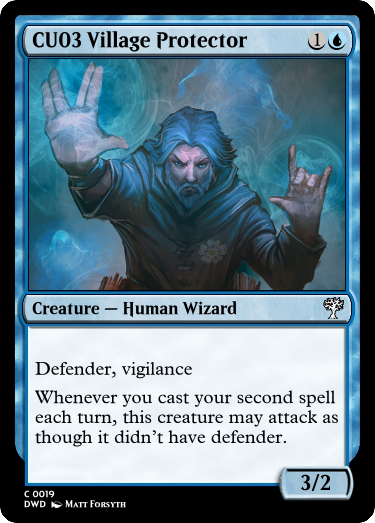 CU03 Village Protector 1
Creature — Human Wizard
Defender, vigilance
Whenever you cast your second spell
each turn, this creature may attack as
though it didn't have defender.
3/2
C 0019
DWD Matt Forsyth